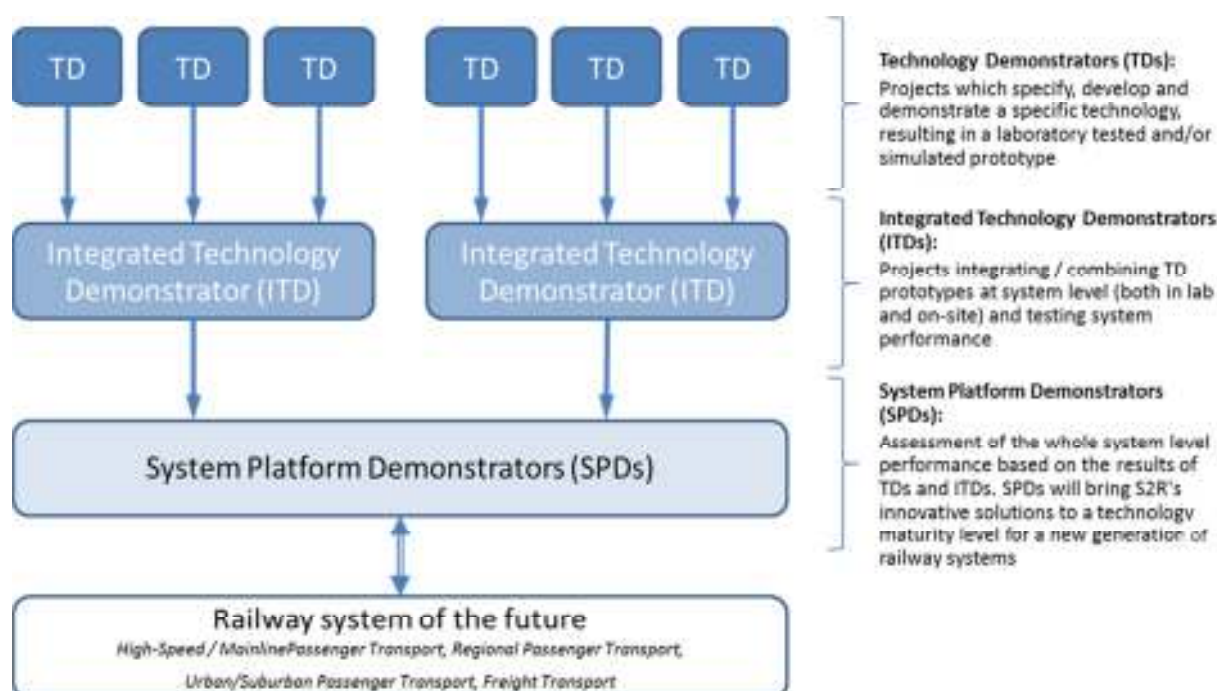 TD
TD
TD
TD
TD
TD
Integrated Technology
Demonstrator (ITD)
Integrated Technology
Demonstrator (ITD)
System Platform Demonstrators (SPDs)
Railway system of the future
High-Speed / MainlinePassenger Transport, Regional Passenger Transport,
Urban/Suburban Passenger Transport, Freight Transport
Technology Demonstrators (TDs):
Projects which specify, develop and
demonstrate a specific technology,
resulting in a laboratory tested and/or
simulated prototype
Integrated Technology Demonstrators
(ITDs):
Projects integrating / combining TD
prototypes at system level (both in lab
and on-site) and testing system
performance
System Platform Demonstrators
(SPDs):
Assessment of the whole system level
performance based on the results of
TDs and ITDs. SPDs will bring S2R's
innovative solutions to a technology
maturity level for a new generation of
railway systems